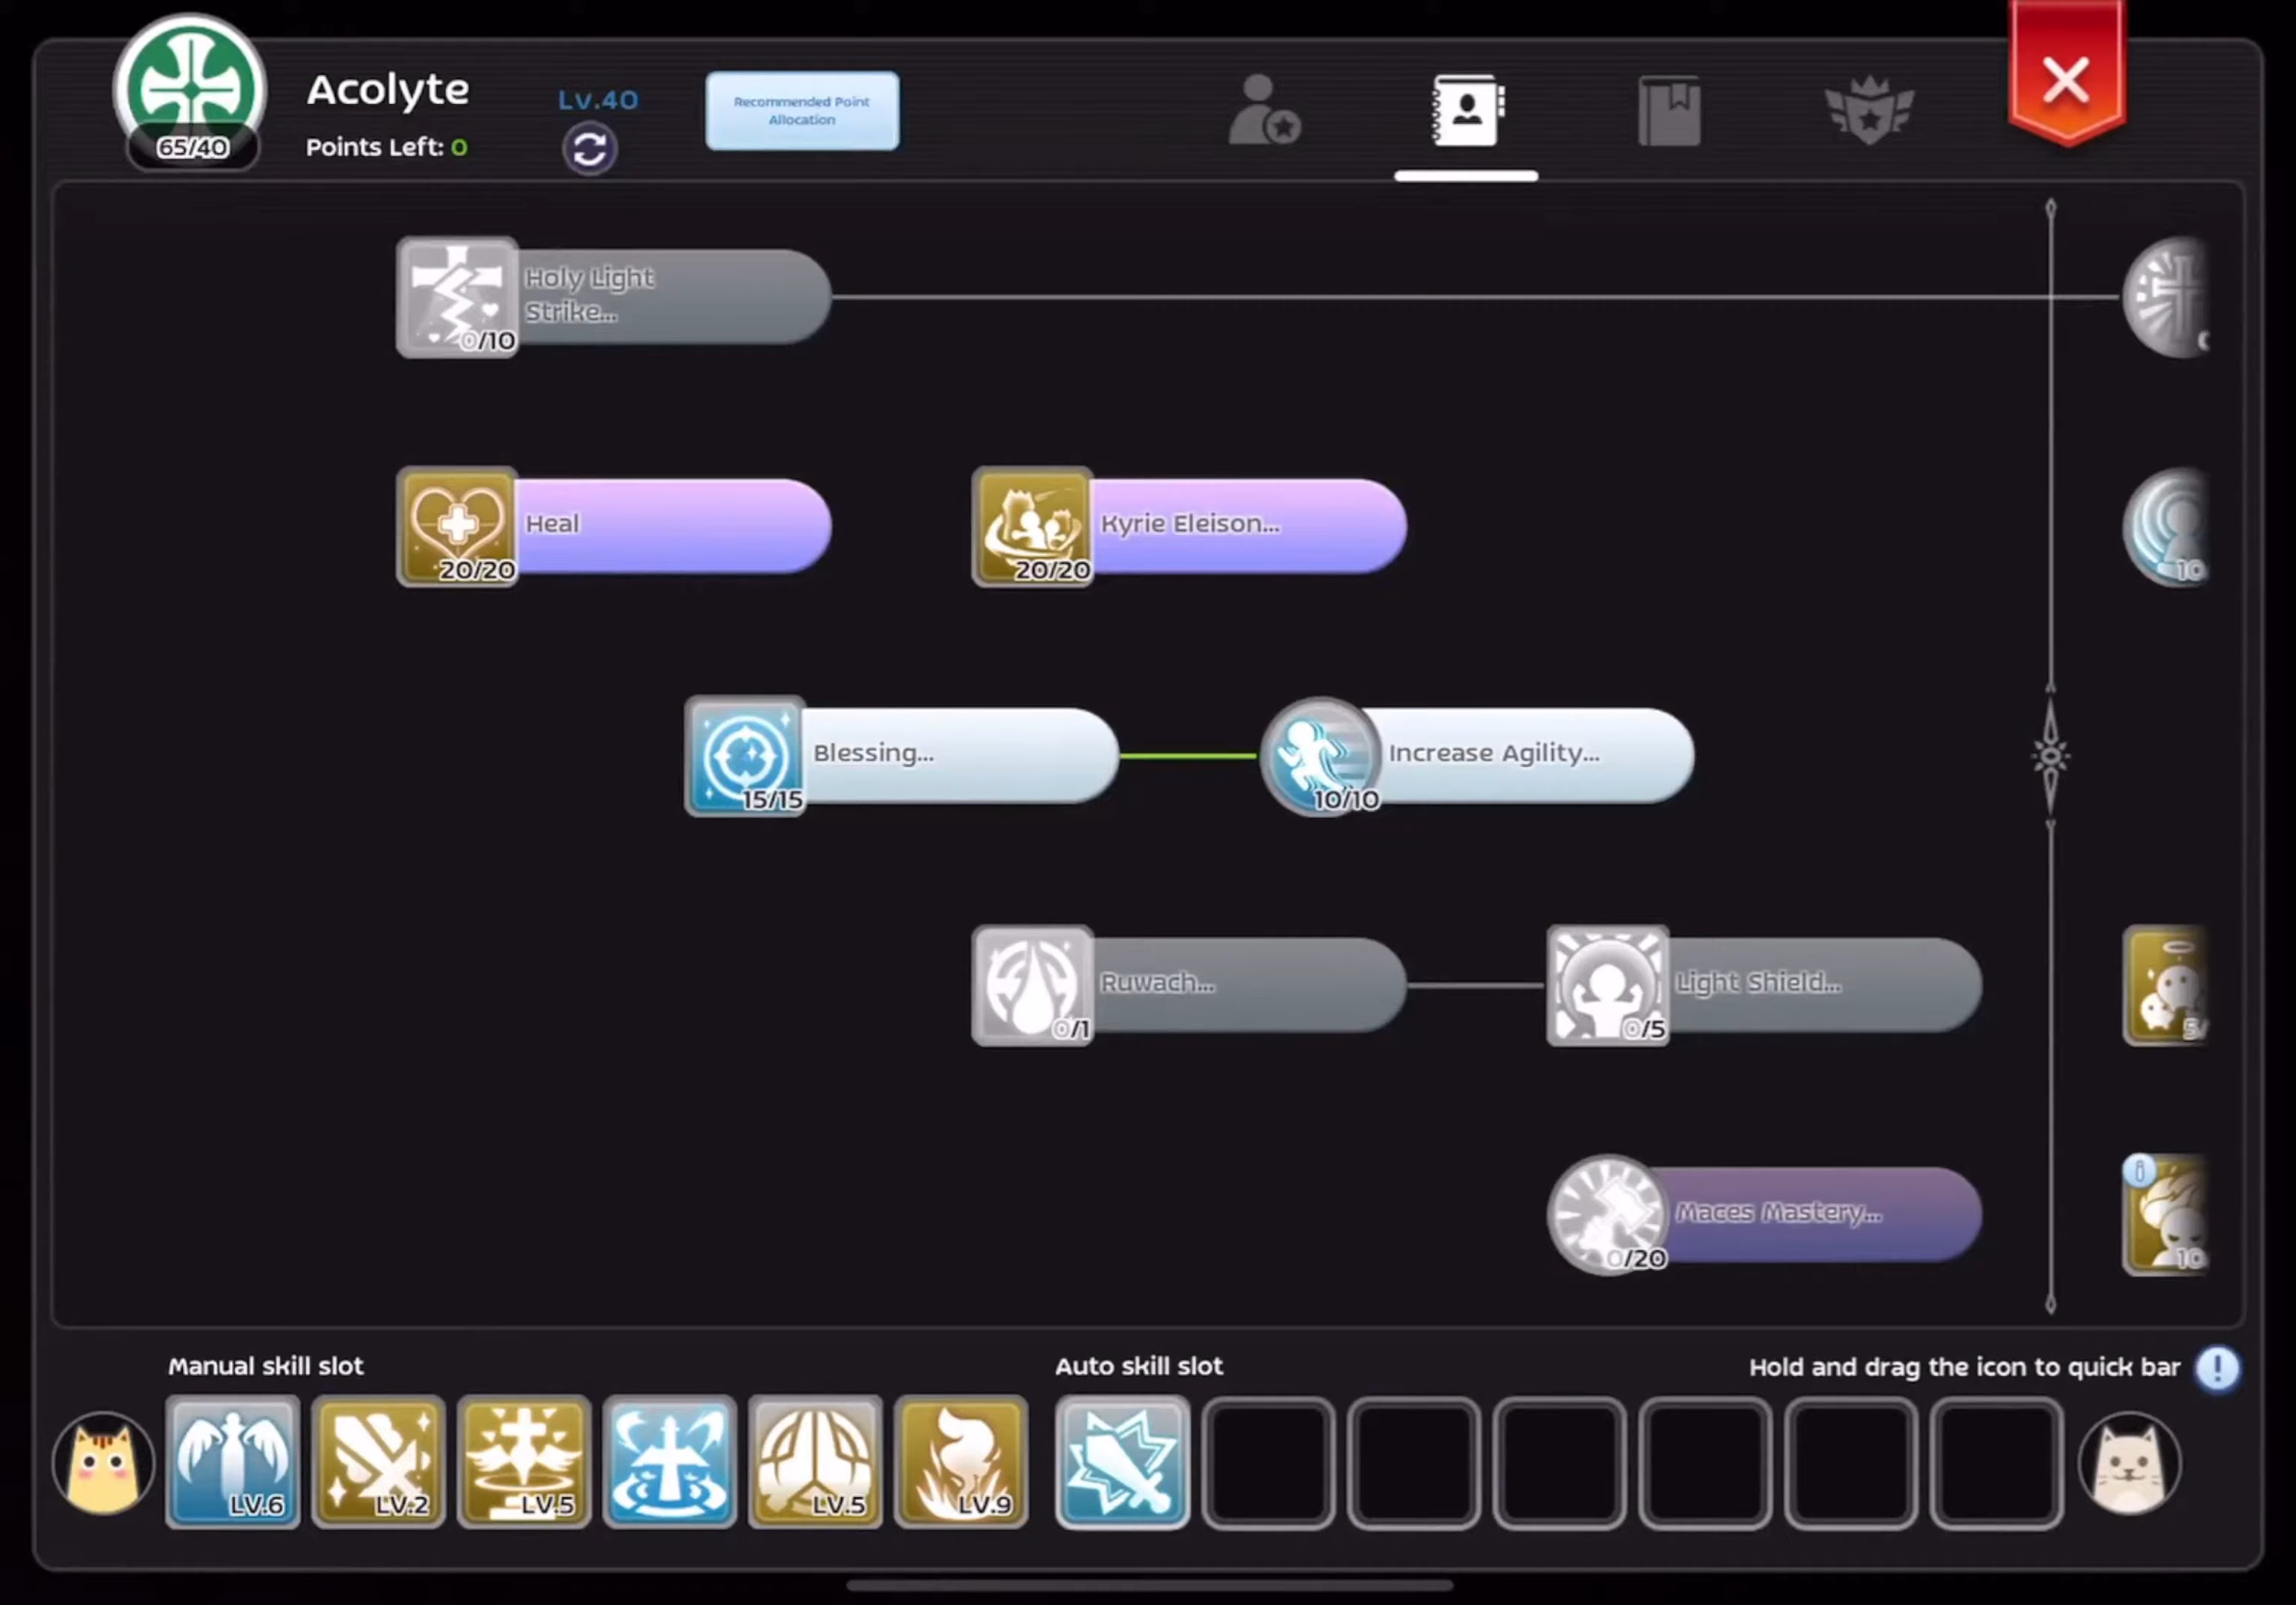 Acolyte
Lv.40
Recommended Point
Allocation
65/40
Points Left: 0
Holy Light
Strike...
0/10
Heal
20/20
Kyrie Eleison...
20/20
10
Blessing...
15/15
Increase Agility...
10/10
Ruwach...
0/1
Light Shield...
0/5
5/
Maces Mastery...
0/20
10
Manual skill slot
Auto skill slot
Hold and drag the icon to quick bar
LV.6
LV.2
LV.5
LV.5
LV.9